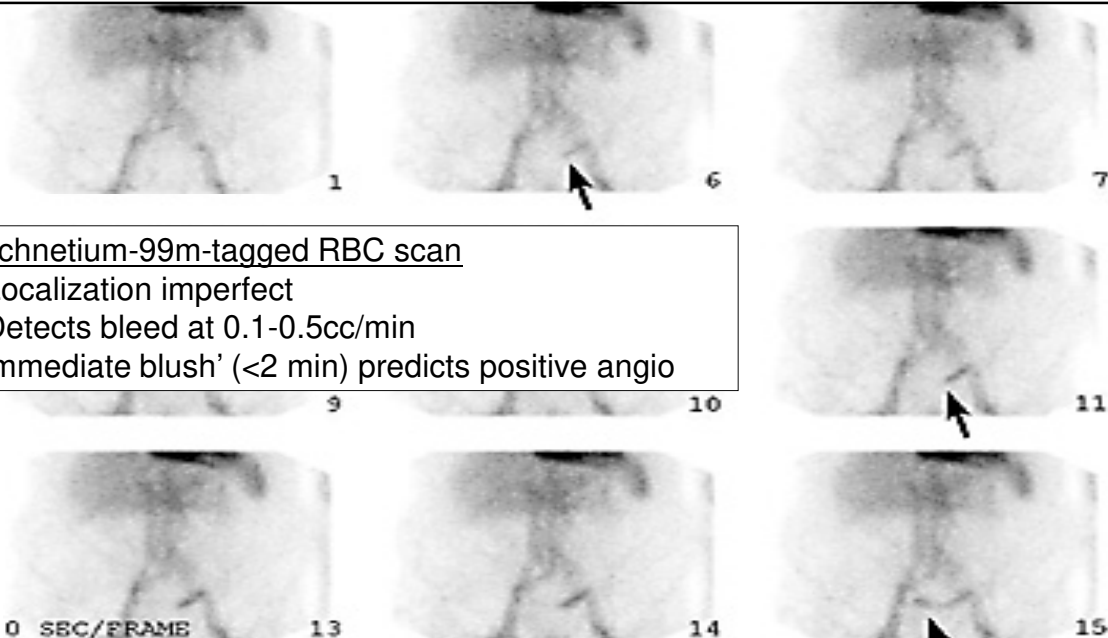 1
6
7
chnetium-99m-tagged RBC scan
ocalization imperfect
Detects bleed at 0.1-0.5cc/min
mmediate blush’ (<2 min) predicts positive angio
9
10
11
0 SEC/FRAME
13
14
15